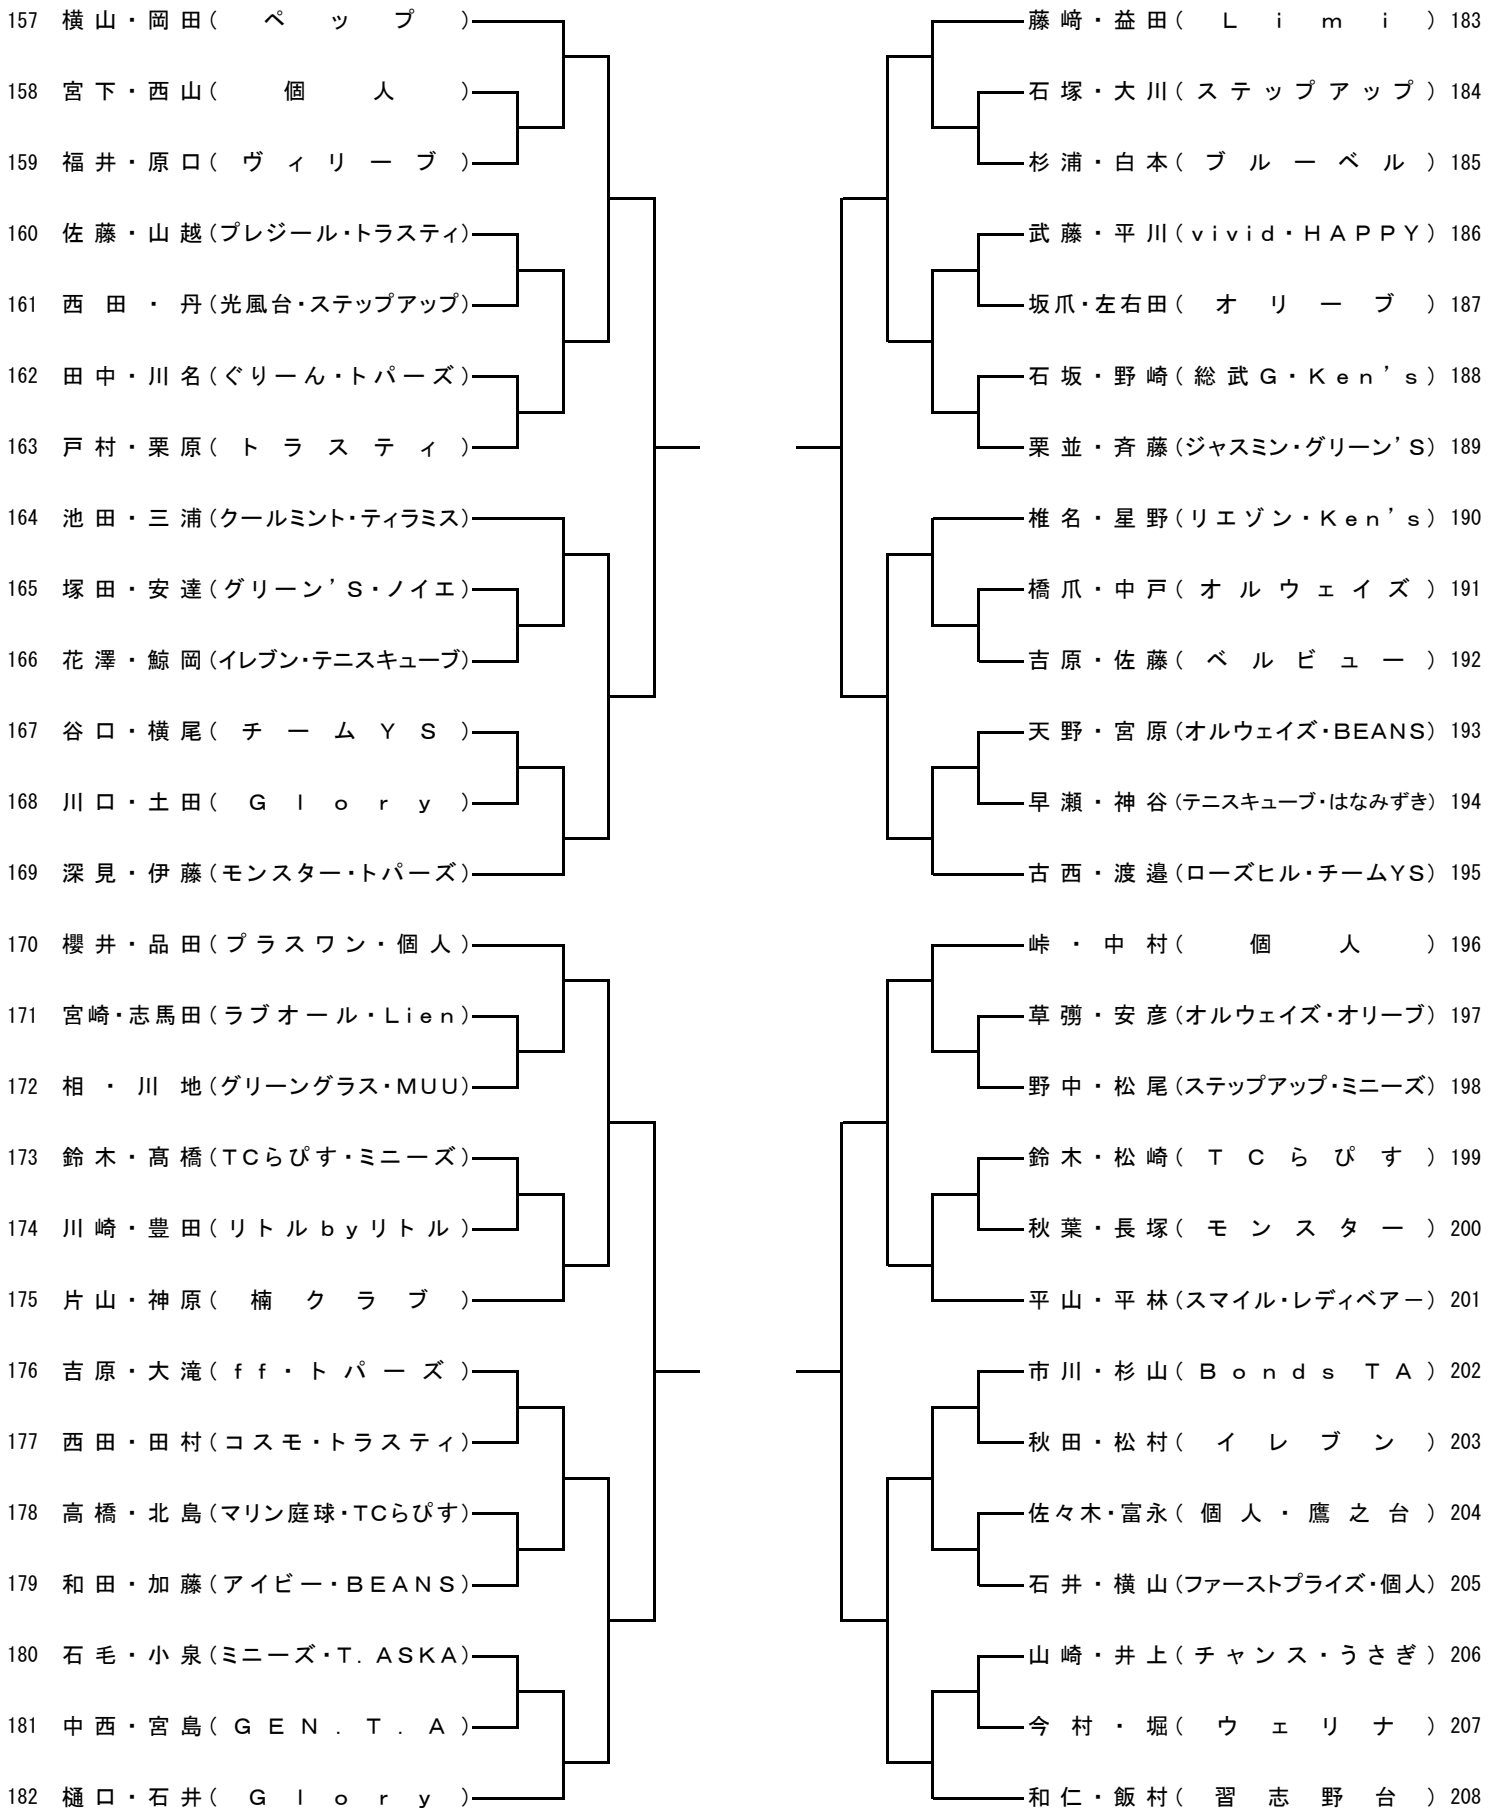 157 横山・岡田(ペップ)
158 宮下・西山(個人)
159 福井・原口(ヴィリーブ)
160 佐藤・山越(プレジール・トラスティ)
161 西田・丹(光風台・ステップアップ)
162 田中・川名(ぐりーん・トパーズ)
163 戸村・栗原(トラスティ)
164 池田・三浦(クールミント・ティラミス)
165 塚田・安達(グリーン’S・ノイエ)
166 花澤・鯨岡(イレブン・テニスキューブ)
167 谷口・横尾(チームYS)
168 川口・土田(Glory)
169 深見・伊藤(モンスター・トパーズ)
170 櫻井・品田(プラスワン・個人)
171 宮崎・志馬田(ラブオール・Lien)
172 相・川地(グリーングラス・MUU)
173 鈴木・髙橋(TCらぴす・ミニーズ)
174 川崎・豊田(リトルbyリトル)
175 片山・神原(楠クラブ)
176 吉原・大滝(ff・トパーズ)
177 西田・田村(コスモ・トラスティ)
178 高橋・北島(マリン庭球・TCらぴす)
179 和田・加藤(アイビー・BEANS)
180 石毛・小泉(ミニーズ・T.ASKA)
181 中西・宮島(GEN.T.A)
182 樋口・石井(Glory)
藤﨑・益田(Limi) 183
石塚・大川(ステップアップ) 184
杉浦・白本(ブルーベル) 185
武藤・平川(vivid・HAPPY) 186
坂爪・左右田(オリーブ) 187
石坂・野崎(総武G・Ken’s) 188
栗並・斉藤(ジャスミン・グリーン’S) 189
椎名・星野(リエゾン・Ken’s) 190
橋爪・中戸(オルウェイズ) 191
吉原・佐藤(ベルビュー) 192
天野・宮原(オルウェイズ・BEANS) 193
早瀬・神谷(テニスキューブ・はなみずき) 194
古西・渡邉(ローズヒル・チームYS) 195
峠・中村(個人) 196
草彅・安彦(オルウェイズ・オリーブ) 197
野中・松尾(ステップアップ・ミニーズ) 198
鈴木・松崎(TCらぴす) 199
秋葉・長塚(モンスター) 200
平山・平林(スマイル・レディベアー) 201
市川・杉山(Bonds TA) 202
秋田・松村(イレブン) 203
佐々木・富永(個人・鷹之台) 204
石井・横山(ファーストプライズ・個人) 205
山崎・井上(チャンス・うさぎ) 206
今村・堀(ウェリナ) 207
和仁・飯村(習志野台) 208